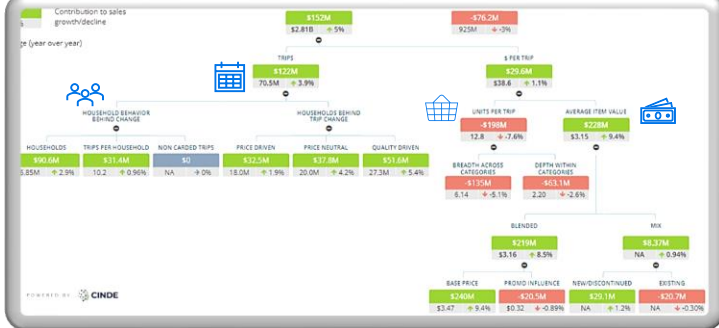 Contribution to sales
growth/decline
$152M
$2.81B 5%
-$76.2M
925M -3%
ge (year over year)
TRIPS
$122M
70.5M 3.9%
$ PER TRIP
$29.6M
$38.6 1.1%
HOUSEHOLD BEHAVIOR
BEHIND CHANGE
HOUSEHOLDS BEHIND
TRIP CHANGE
UNITS PER TRIP
-$198M
12.8 -7.6%
AVERAGE ITEM VALUE
$228M
$3.15 9.4%
HOUSEHOLDS
$90.6M
6.85M 2.9%
TRIPS PER HOUSEHOLD
$31.4M
10.2 0.96%
NON CARDED TRIPS
$0
NA 0%
PRICE DRIVEN
$32.5M
18.0M 1.9%
PRICE NEUTRAL
$37.8M
20.0M 4.2%
QUALITY DRIVEN
$51.6M
27.3M 5.4%
BREADTH ACROSS
CATEGORIES
-$135M
6.14 -5.1%
DEPTH WITHIN
CATEGORIES
-$63.1M
2.20 -2.6%
BLENDED
$219M
$3.16 8.5%
MIX
$8.37M
NA 0.94%
BASE PRICE
$240M
$3.47 9.4%
PROMO INFLUENCE
-$20.5M
$0.32 -0.89%
NEW/DISCONTINUED
$29.1M
NA 1.2%
EXISTING
-$20.7M
NA -0.30%
POWERED BY CINDE